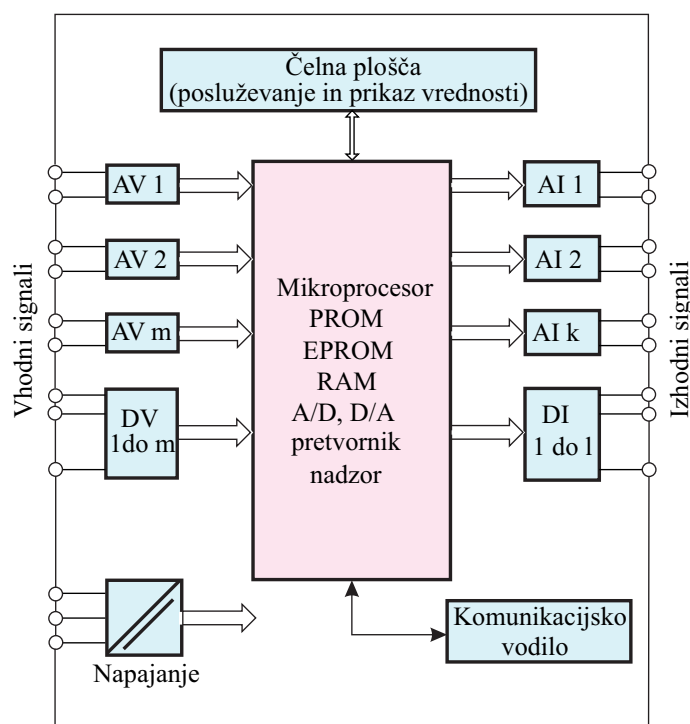 Čelna plošča
(posluževanje in prikaz vrednosti)
Vhodni signali
AV 1
AV 2
AV m
DV
1do m
Napajanje
Mikroprocesor
PROM
EPROM
RAM
A/D, D/A
pretvornik
nadzor
AI 1
AI 2
AI k
DI
1 do l
Izhodni signali
Komunikacijsko
vodilo